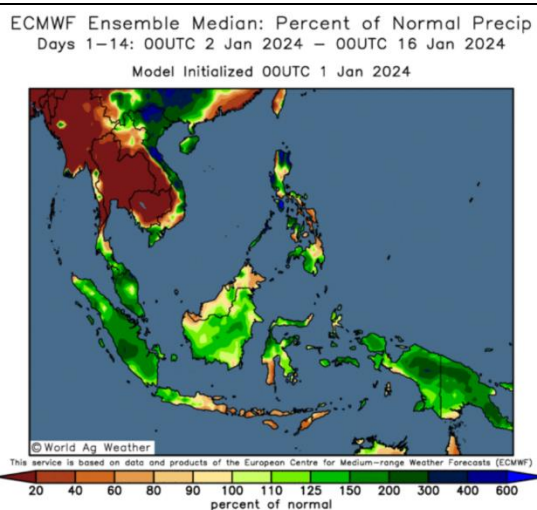 ECMWF Ensemble Median: Percent of Normal Precip
Days 1-14: 00UTC 2 Jan 2024 - 00UTC 16 Jan 2024
Model Initialized 00UTC 1 Jan 2024
©World Ag Weather
This service is based on data and products of the European Centre for Medium-range Weather Forecasts (ECMWF)
20 40 60 80 90 100 110 125 150 200 300 400 600
percent of normal